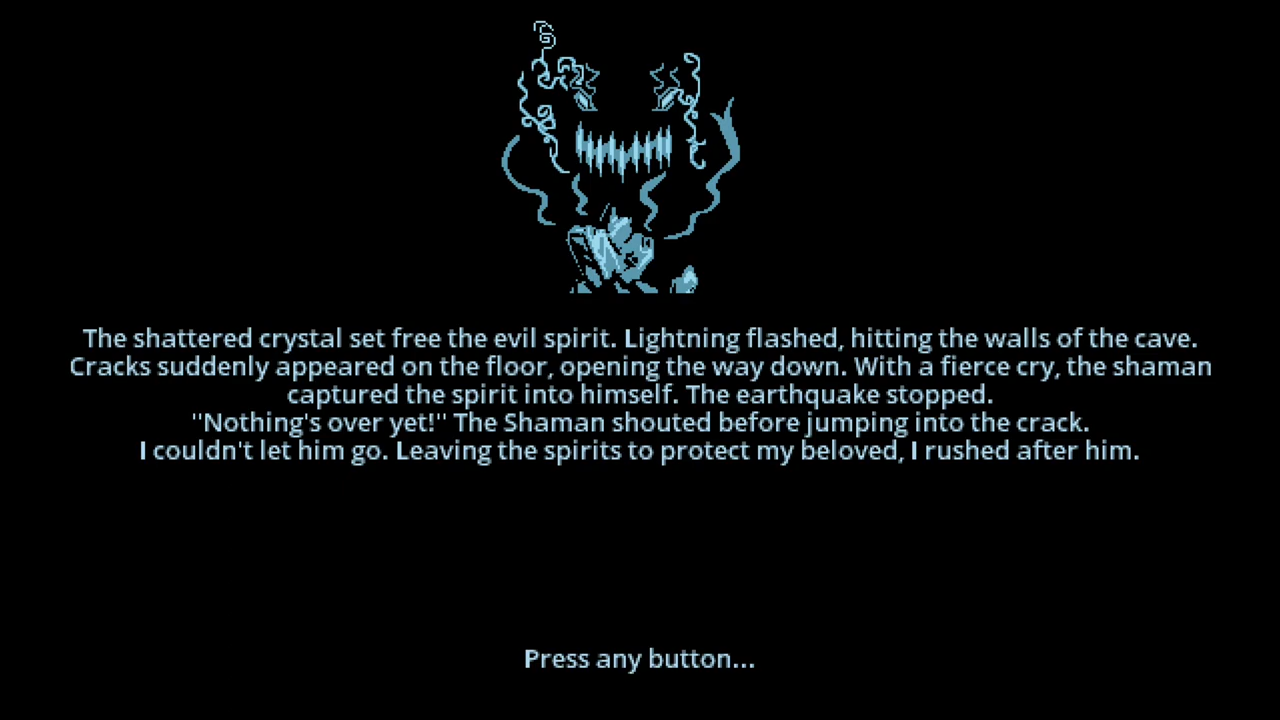 The shattered crystal set free the evil spirit. Lightning flashed, hitting the walls of the cave.
Cracks suddenly appeared on the floor, opening the way down. With a fierce cry, the shaman
captured the spirit into himself. The earthquake stopped.
"Nothing's over yet!" The Shaman shouted before jumping into the crack.
I couldn't let him go. Leaving the spirits to protect my beloved, I rushed after him.
Press any button...